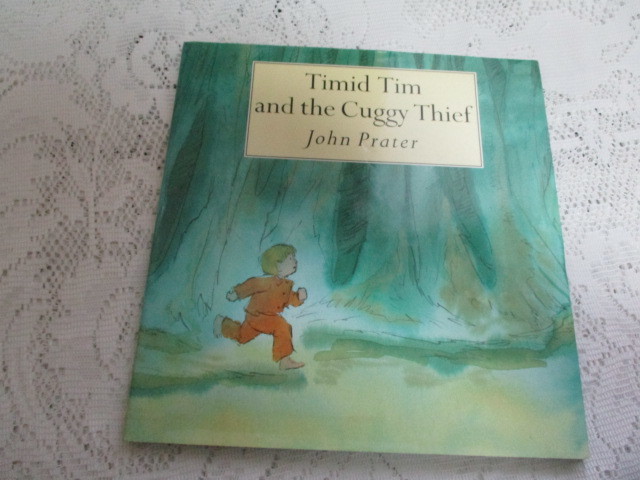 Timid Tim
and the Cuggy Thief
John Prater